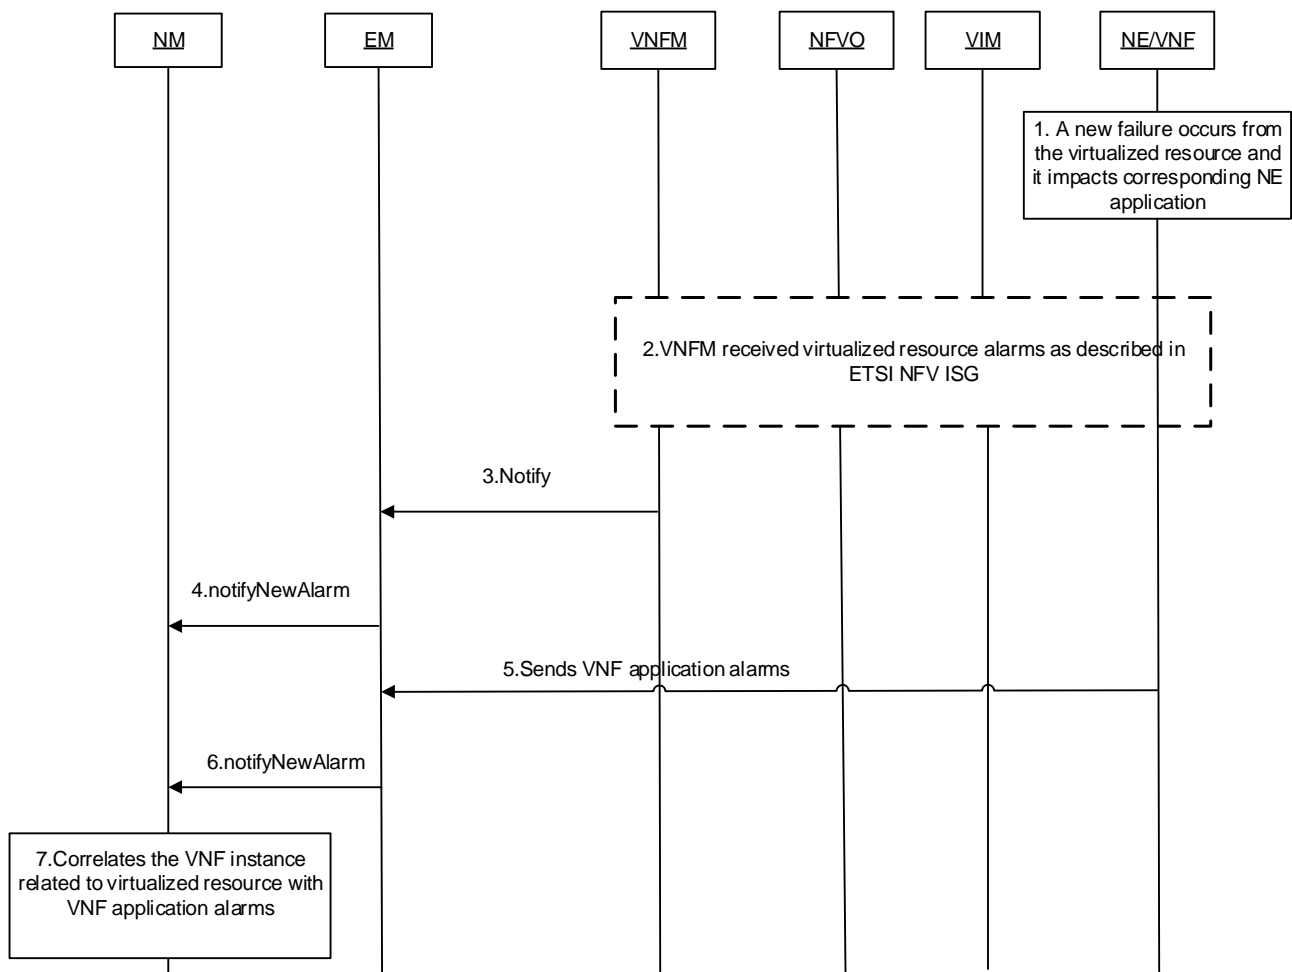 NM
EM
VNFM
NFVO
VIM
NE/VNF
1. A new failure occurs from
the virtualized resource and
it impacts corresponding NE
application
2.VNFM received virtualized resource alarms as described in
ETSI NFV ISG
3.Notify
4.notifyNewAlarm
5.Sends VNF application alarms
6.notifyNewAlarm
7.Correlates the VNF instance
related to virtualized resource with
VNF application alarms